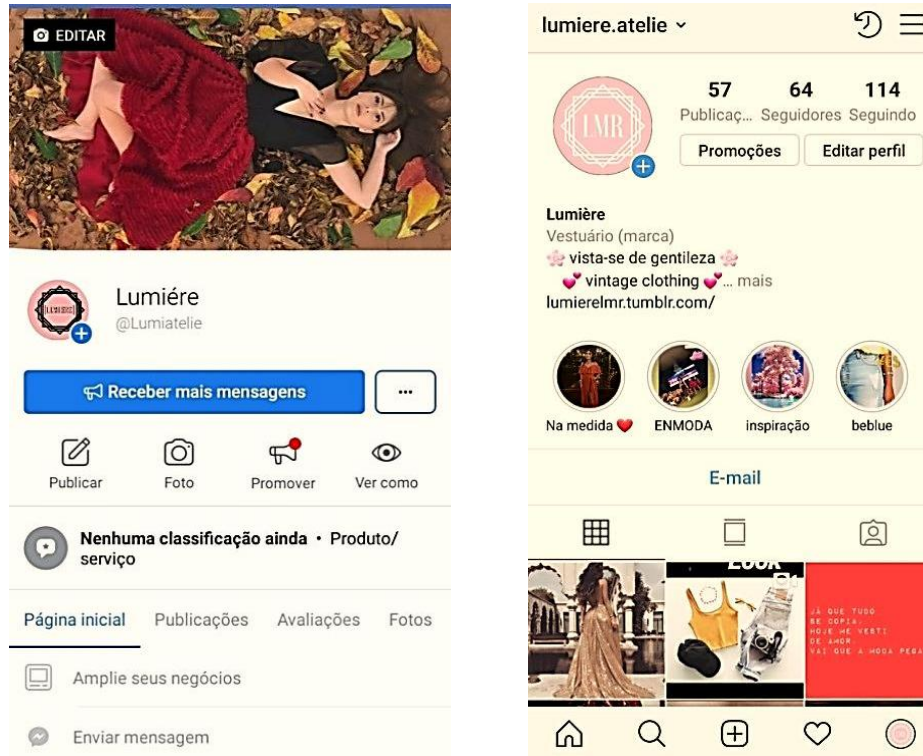 EDITAR
Lumiére
@Lumiatelie
Receber mais mensagens
...
Publicar
Foto
Promover
Ver como
Nenhuma classificação ainda • Produto/
serviço
Página inicial
Publicações
Avaliações
Fotos
Amplie seus negócios
Enviar mensagem
lumiere.atelie
57
64
114
Publicaç...
Seguidores
Seguindo
LMR
Promoções
Editar perfil
Lumière
Vestuário (marca)
🌸 vista-se de gentileza 🌸
💕 vintage clothing 💕... mais
lumierelmr.tumblr.com/
Na medida ❤️
ENMODA
inspiração
beblue
E-mail
Look
JÁ QUE TUDO
SE COPIA:
HOJE ME VESTI
DE AMOR
VAI QUE A MODA PEGA